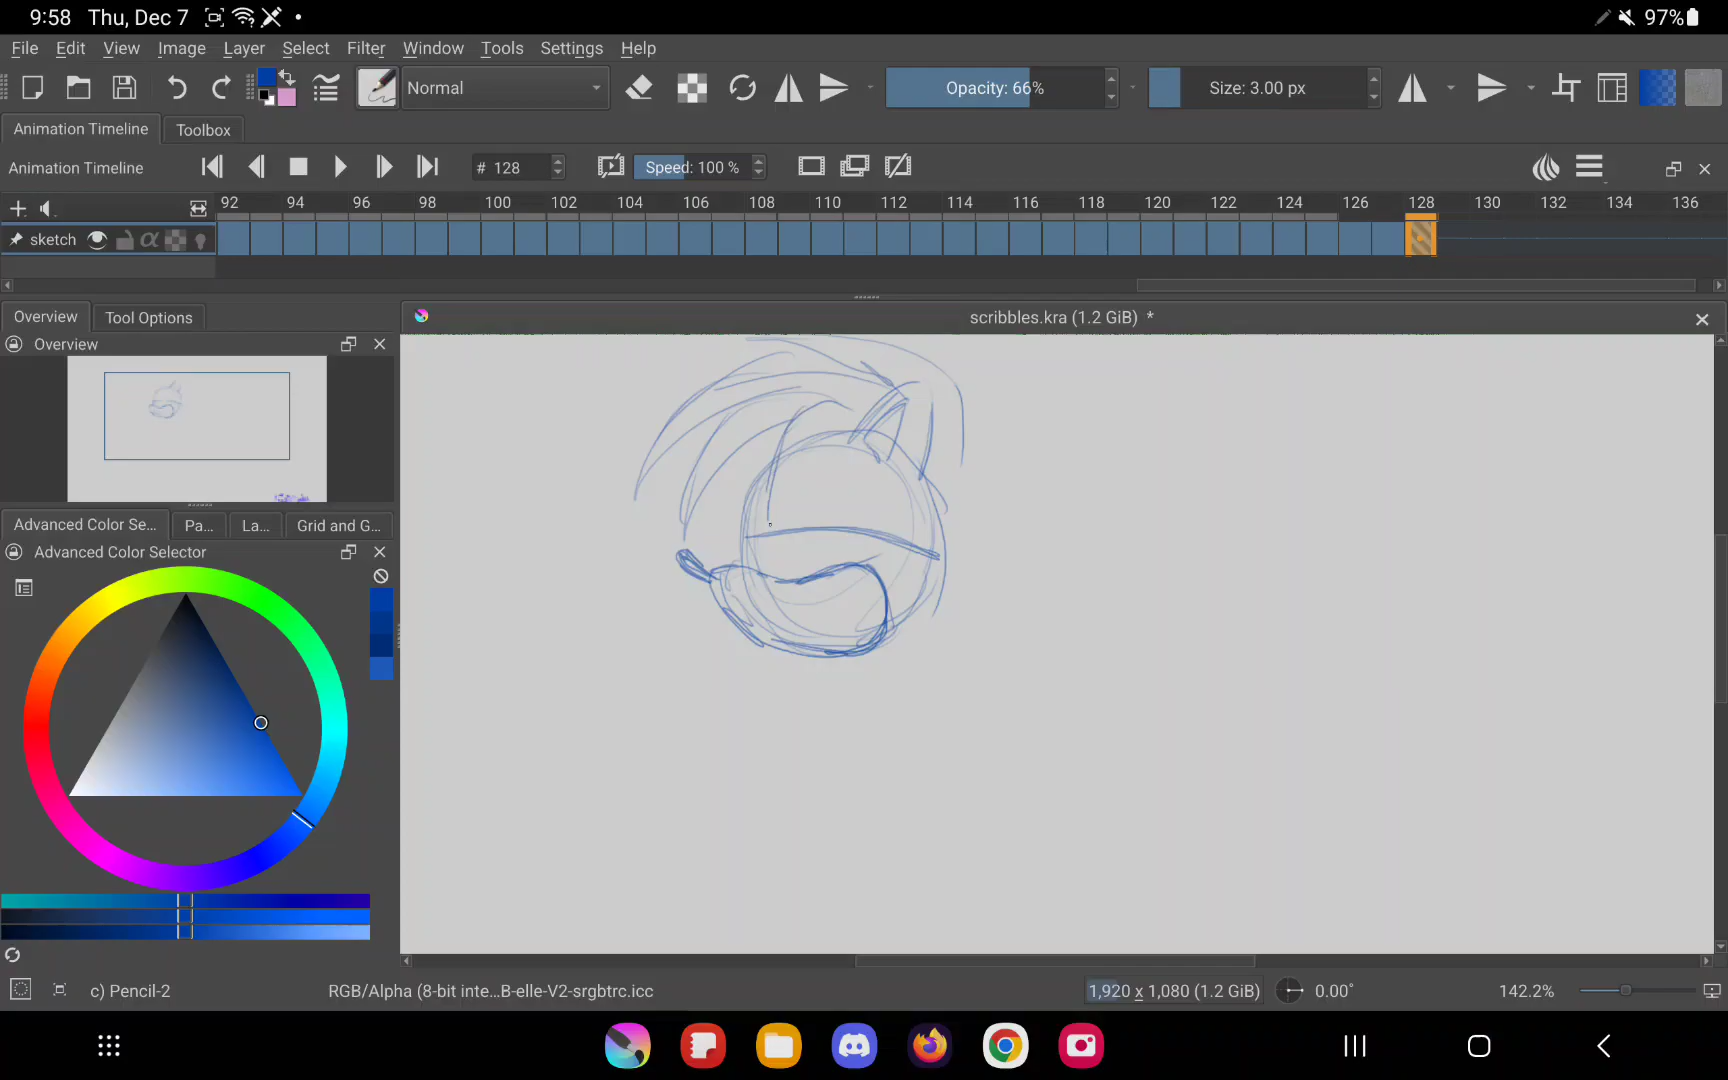 9:58 Thu, Dec 7 97%
File Edit View Image Layer Select Filter Window Tools Settings Help
Normal Opacity: 66% Size: 3.00 px
Animation Timeline Toolbox
Animation Timeline # 128 Speed: 100 %
92 94 96 98 100 102 104 106 108 110 112 114 116 118 120 122 124 126 128 130 132 134 136
sketch
Overview Tool Options scribbles.kra (1.2 GiB) *
Overview
Advanced Color Se... Pa... La... Grid and G...
Advanced Color Selector
c) Pencil-2 RGB/Alpha (8-bit inte...B-elle-V2-srgbtrc.icc 1,920 x 1,080 (1.2 GiB) 0.00° 142.2%